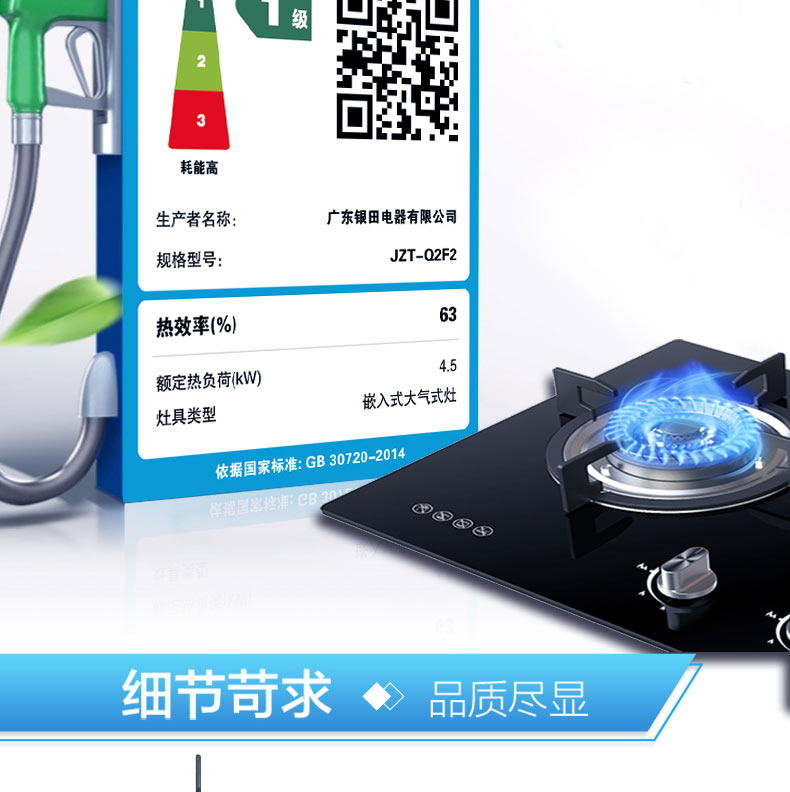 1
1级
2
3
耗能高
生产者名称: 广东银田电器有限公司
规格型号: JZT-Q2F2
热效率(%) 63
额定热负荷(kW) 4.5
灶具类型 嵌入式大气式灶
依据国家标准: GB 30720-2014
细节苛求 品质尽显